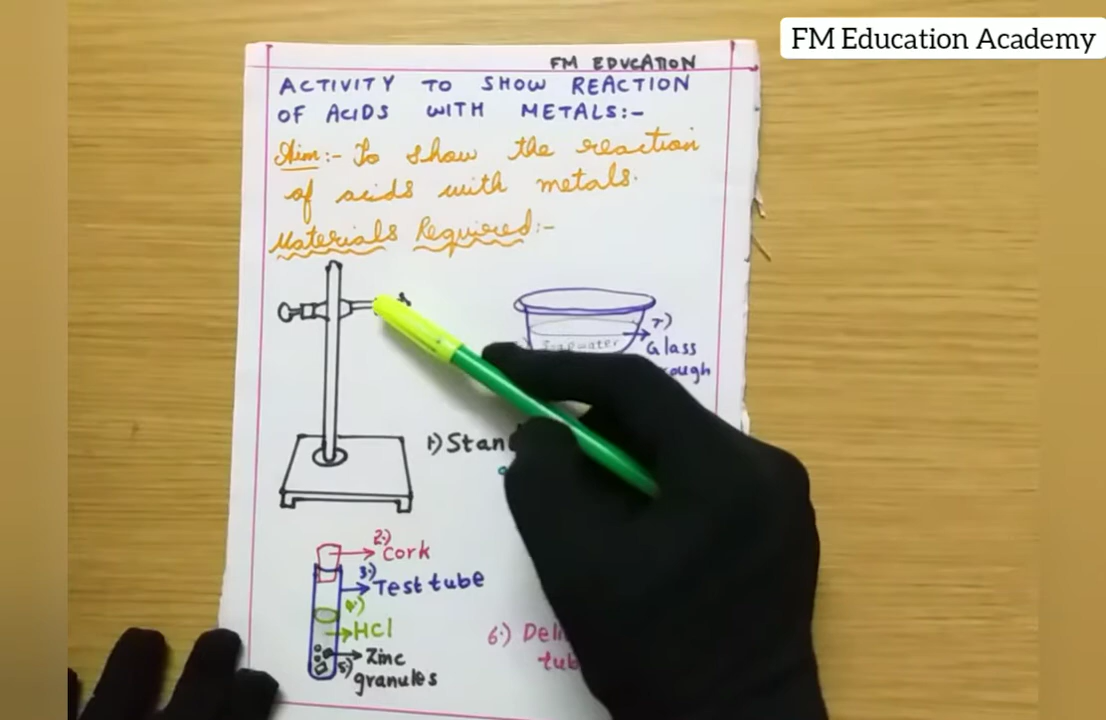 FM Education Academy
FM EDUCATION
ACTIVITY TO SHOW REACTION
OF ACIDS WITH METALS:-
Aim:- To show the reaction
of acids with metals.
Materials Required:-
7)
Glass
1) Stan
2.)
Cork
3.)
Test tube
4.)
HCl
Zinc
5.)
granules
6.) Deli
tub